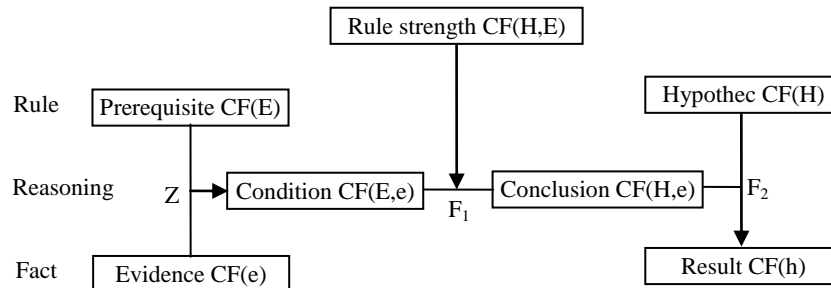 Rule strength CF(H,E)
Rule
Prerequisite CF(E)
Hypothec CF(H)
Reasoning
Z
Condition CF(E,e)
F1
Conclusion CF(H,e)
F2
Fact
Evidence CF(e)
Result CF(h)